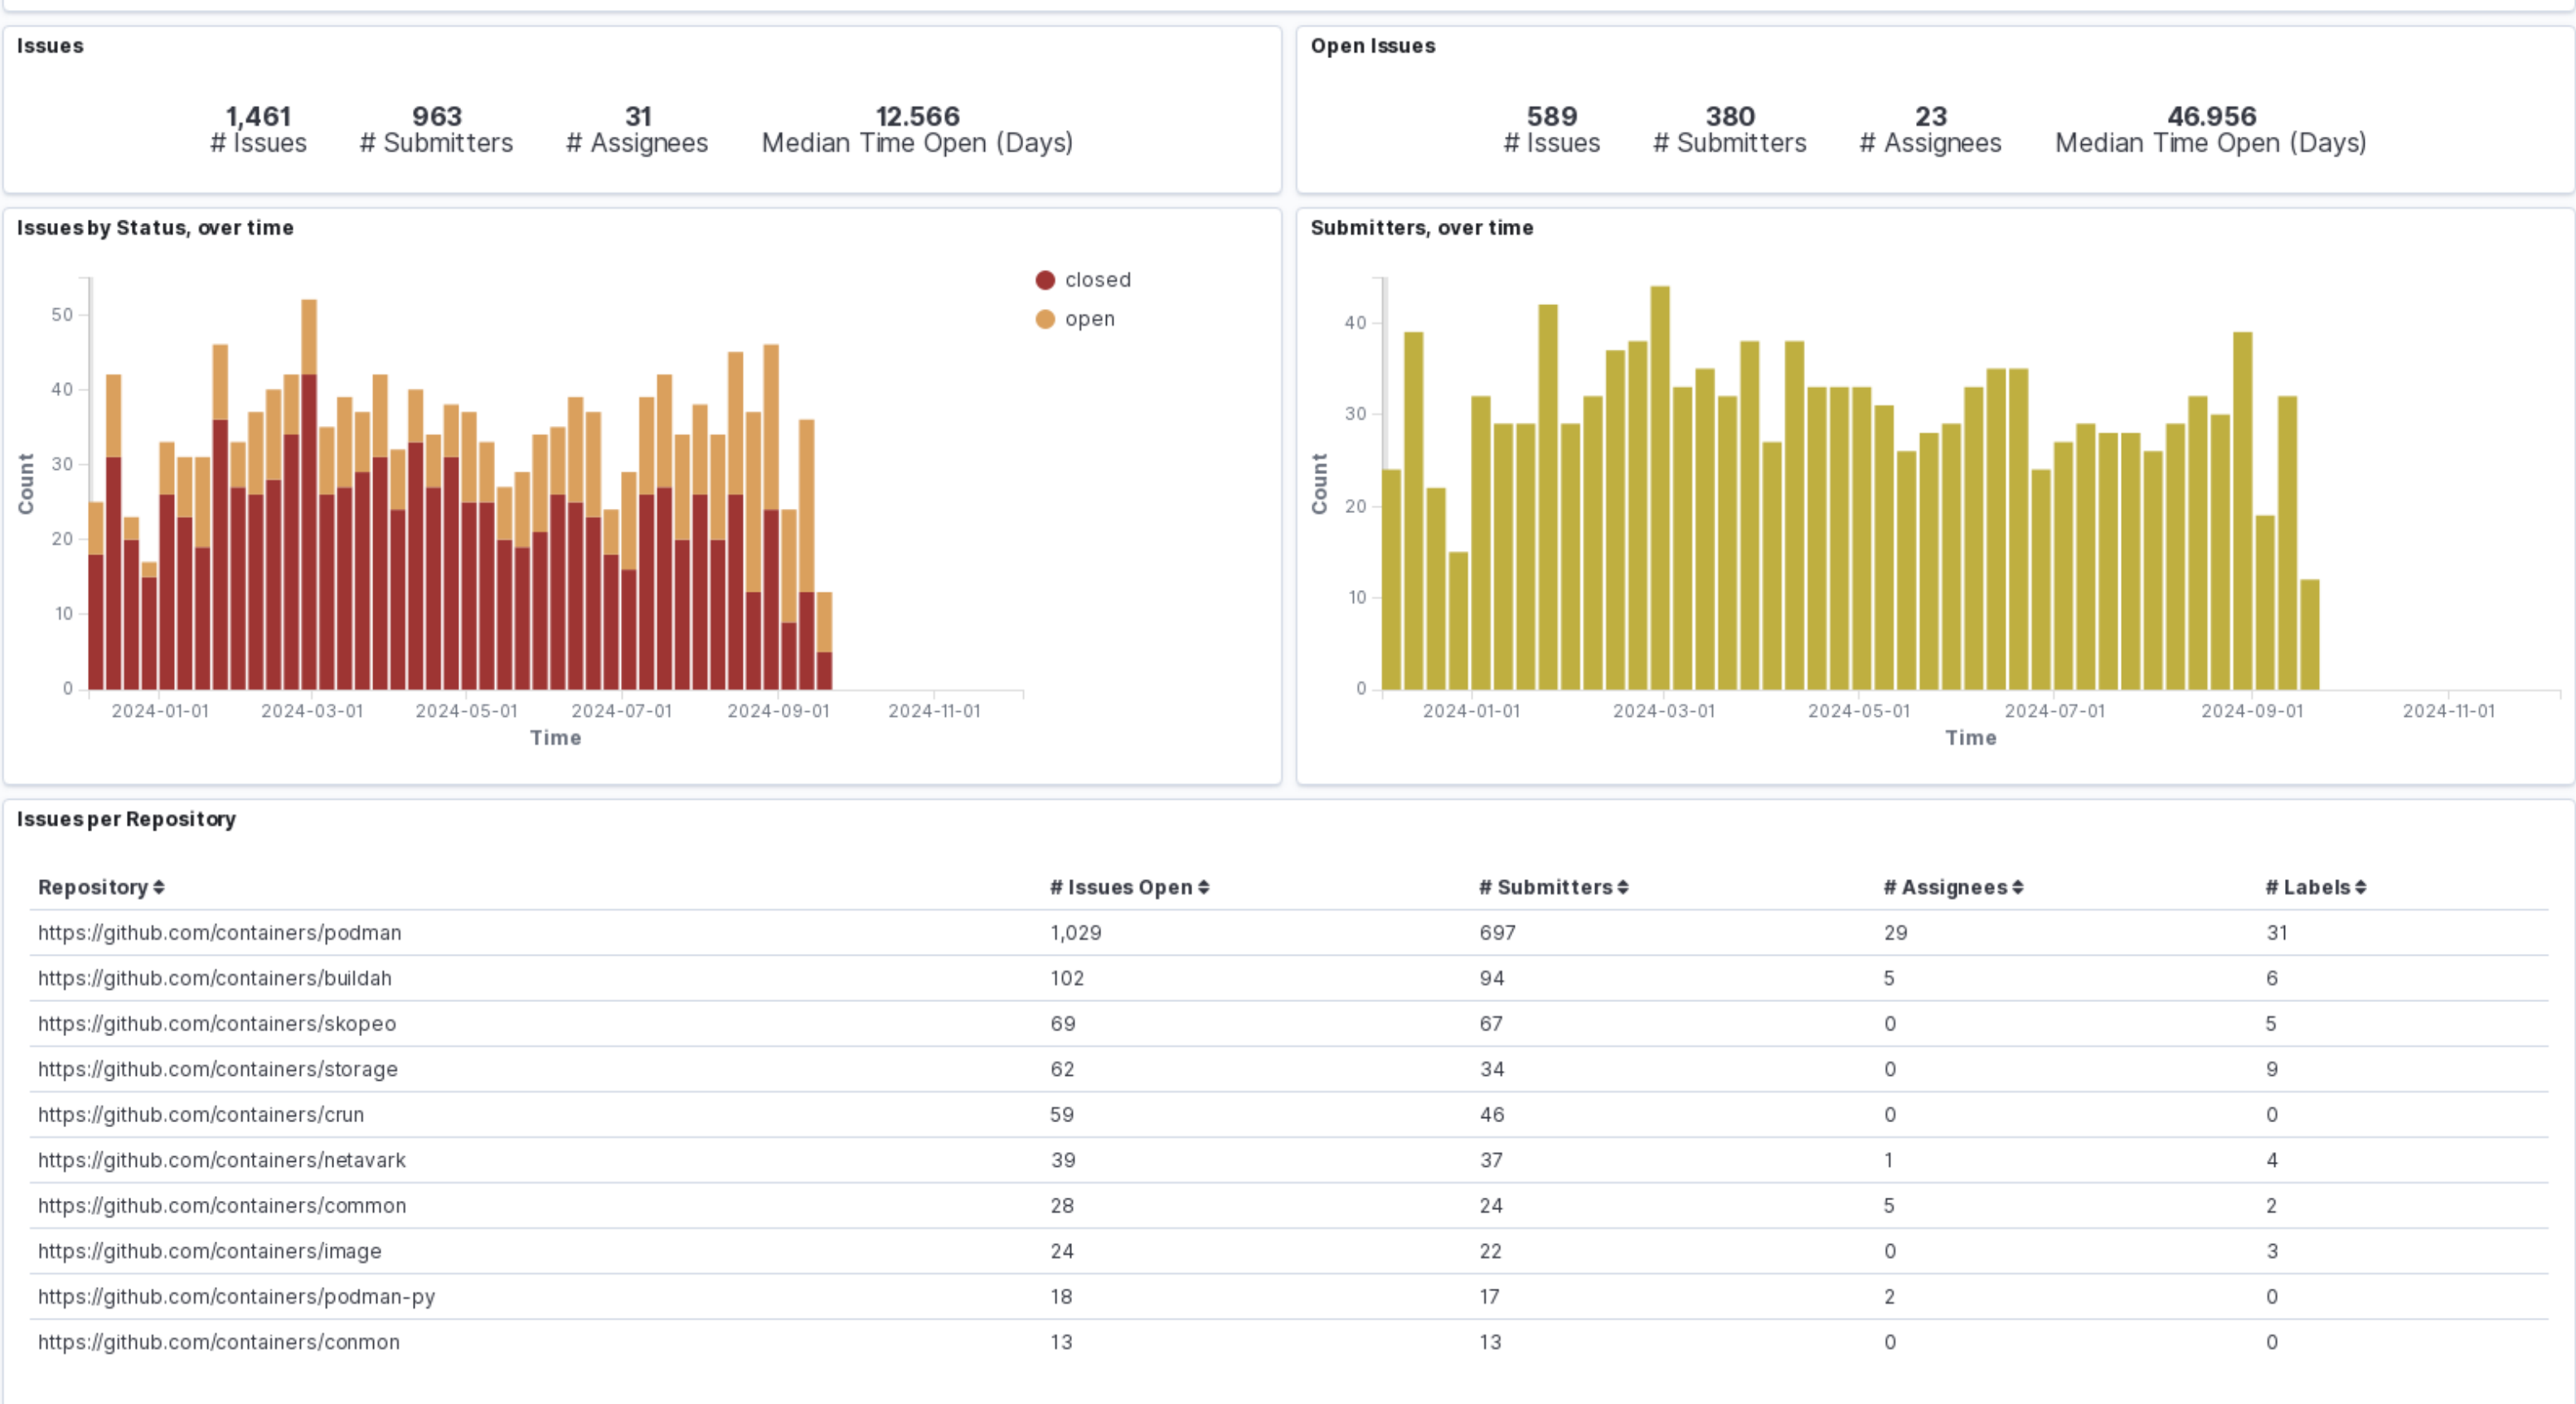 Issues
1,461 963 31 12.566
# Issues # Submitters # Assignees Median Time Open (Days)
Open Issues
589 380 23 46.956
# Issues # Submitters # Assignees Median Time Open (Days)
Issues by Status, over time
closed
open
50
40
30
20
10
0
Count
2024-01-01 2024-03-01 2024-05-01 2024-07-01 2024-09-01 2024-11-01
Time
Submitters, over time
40
30
20
10
0
Count
2024-01-01 2024-03-01 2024-05-01 2024-07-01 2024-09-01 2024-11-01
Time
Issues per Repository
Repository # Issues Open # Submitters # Assignees # Labels
https://github.com/containers/podman 1,029 697 29 31
https://github.com/containers/buildah 102 94 5 6
https://github.com/containers/skopeo 69 67 0 5
https://github.com/containers/storage 62 34 0 9
https://github.com/containers/crun 59 46 0 0
https://github.com/containers/netavark 39 37 1 4
https://github.com/containers/common 28 24 5 2
https://github.com/containers/image 24 22 0 3
https://github.com/containers/podman-py 18 17 2 0
https://github.com/containers/conmon 13 13 0 0